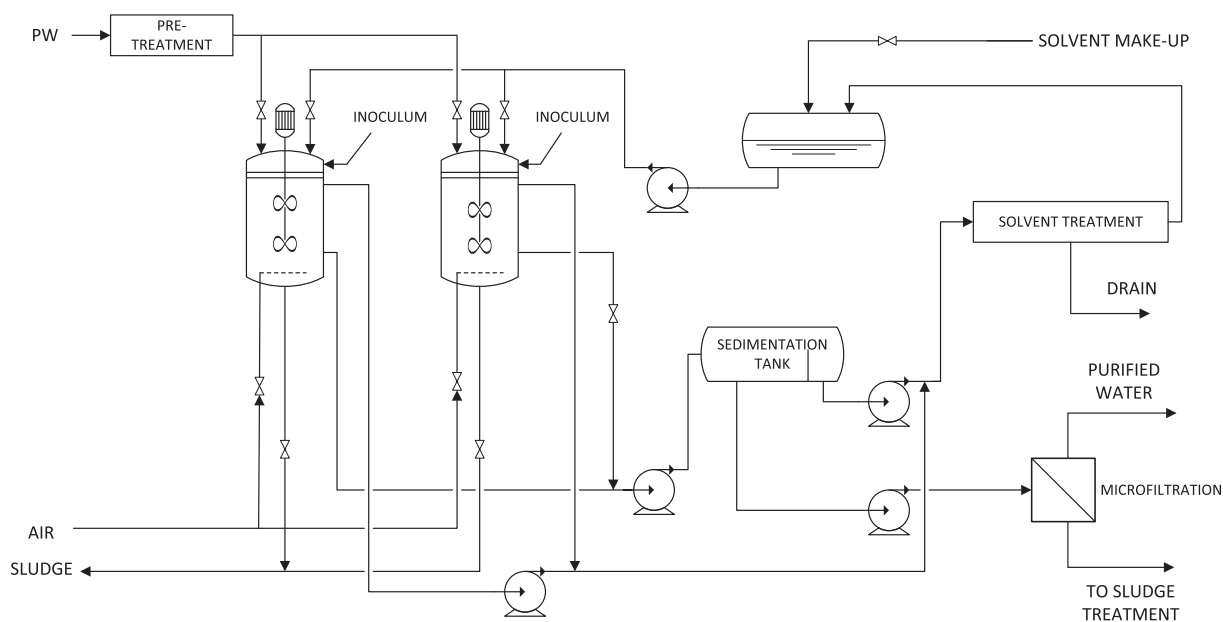 PW
PRE-
TREATMENT
SOLVENT MAKE-UP
INOCULUM
INOCULUM
SOLVENT TREATMENT
DRAIN
SEDIMENTATION
TANK
PURIFIED
WATER
MICROFILTRATION
AIR
SLUDGE
TO SLUDGE
TREATMENT